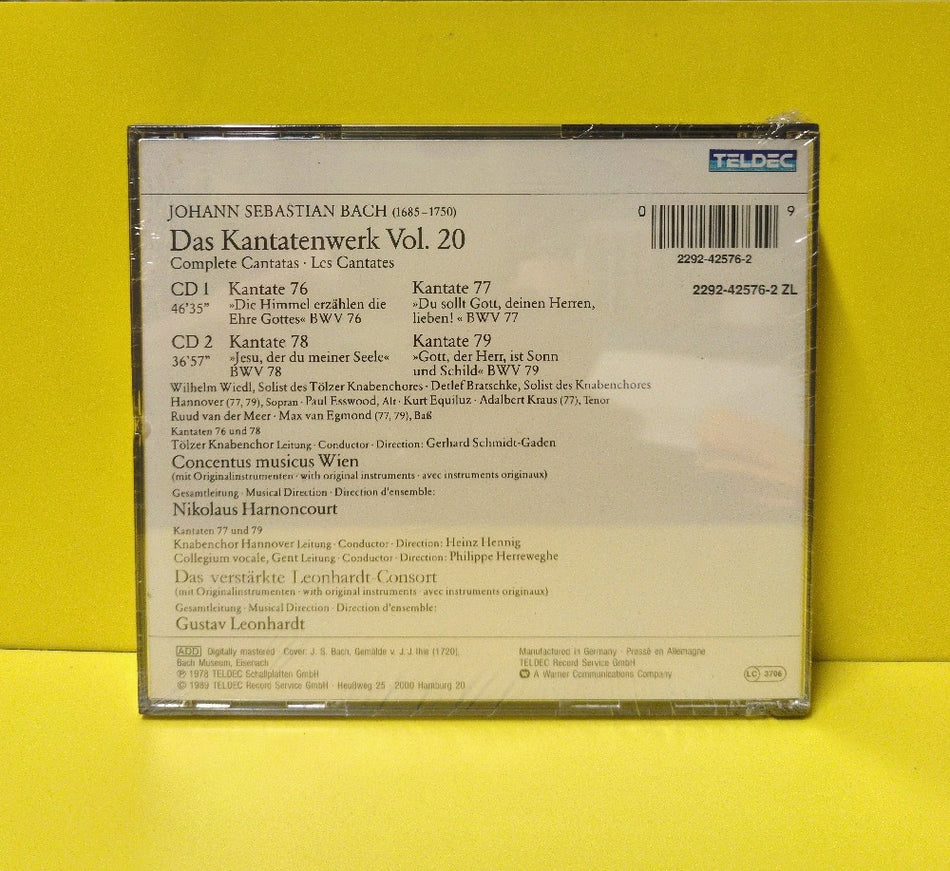 TELDEC
JOHANN SEBASTIAN BACH (1685–1750)
Das Kantatenwerk Vol. 20
Complete Cantatas · Les Cantates
0 9
2292-42576-2
2292-42576-2 ZL
CD 1 Kantate 76 Kantate 77
46'35" »Die Himmel erzählen die »Du sollt Gott, deinen Herren,
Ehre Gottes« BWV 76 lieben! « BWV 77
CD 2 Kantate 78 Kantate 79
36'57" »Jesu, der du meiner Seele« »Gott, der Herr, ist Sonn
BWV 78 und Schild« BWV 79
Wilhelm Wiedl, Solist des Tölzer Knabenchores · Detlef Bratschke, Solist des Knabenchores
Hannover (77, 79), Sopran · Paul Esswood, Alt · Kurt Equiluz · Adalbert Kraus (77), Tenor
Ruud van der Meer · Max van Egmond (77, 79), Baß
Kantaten 76 und 78
Tölzer Knabenchor Leitung · Conductor · Direction: Gerhard Schmidt-Gaden
Concentus musicus Wien
(mit Originalinstrumenten · with original instruments · avec instruments originaux)
Gesamtleitung · Musical Direction · Direction d'ensemble:
Nikolaus Harnoncourt
Kantaten 77 und 79
Knabenchor Hannover Leitung · Conductor · Direction: Heinz Hennig
Collegium vocale, Gent Leitung · Conductor · Direction: Philippe Herreweghe
Das verstärkte Leonhardt-Consort
(mit Originalinstrumenten · with original instruments · avec instruments originaux)
Gesamtleitung · Musical Direction · Direction d'ensemble:
Gustav Leonhardt
ADD Digitally mastered Cover: J. S. Bach, Gemälde v. J. J. Ihle (1720),
Bach Museum, Eisenach
℗ 1978 TELDEC Schallplatten GmbH
© 1989 TELDEC Record Service GmbH · Heußweg 25 · 2000 Hamburg 20
Manufactured in Germany · Pressé en Allemagne
TELDEC Record Service GmbH
A Warner Communications Company
LC 3706